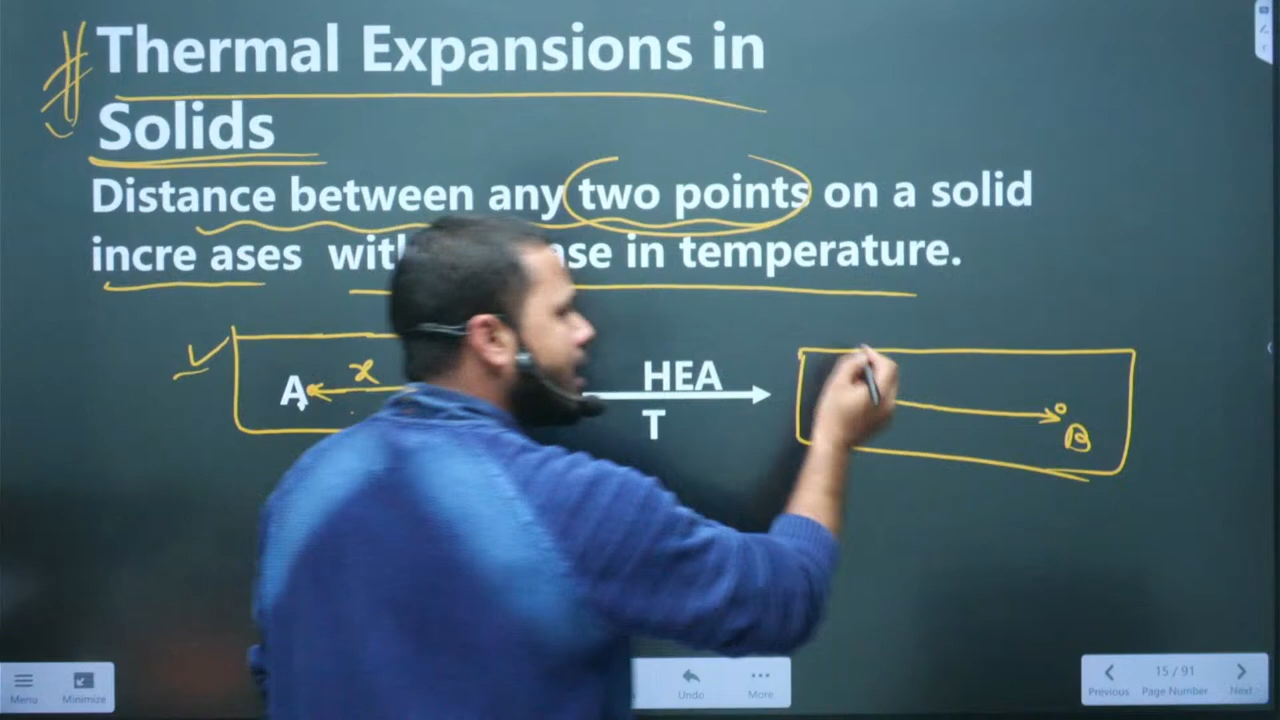 Thermal Expansions in
Solids
Distance between any two points on a solid
incre ases in temperature.
A x
HEA
T
B
Menu Minimize Undo More Previous 15 / 91 Page Number Next